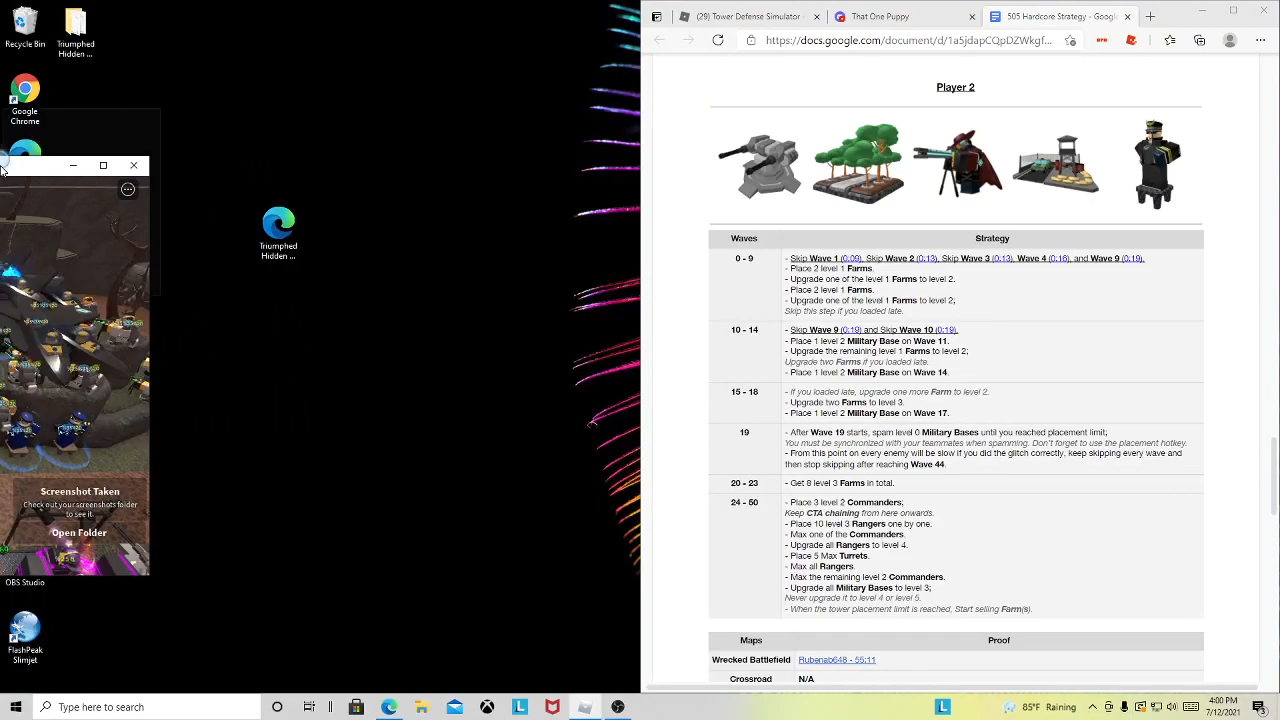 Recycle Bin
Triumphed
Hidden ...
Google
Chrome
Triumphed
Hidden ...
Screenshot Taken
Check out your screenshots folder
to see it.
Open Folder
OBS Studio
FlashPeak
Slimjet
(29) Tower Defense Simulator
That One Puppy
505 Hardcore Strategy - Google
https://docs.google.com/document/d/1a5jdapCQpDZWkgf...
Player 2
Waves
Strategy
0 - 9
- Skip Wave 1 (0:09), Skip Wave 2 (0:13), Skip Wave 3 (0:13), Wave 4 (0:16), and Wave 9 (0:19).
- Place 2 level 1 Farms.
- Upgrade one of the level 1 Farms to level 2.
- Place 2 level 1 Farms.
- Upgrade one of the level 1 Farms to level 2;
Skip this step if you loaded late.
10 - 14
- Skip Wave 9 (0:19) and Skip Wave 10 (0:19).
- Place 1 level 2 Military Base on Wave 11.
- Upgrade the remaining level 1 Farms to level 2;
Upgrade two Farms if you loaded late.
- Place 1 level 2 Military Base on Wave 14.
15 - 18
- If you loaded late, upgrade one more Farm to level 2.
- Upgrade two Farms to level 3.
- Place 1 level 2 Military Base on Wave 17.
19
- After Wave 19 starts, spam level 0 Military Bases until you reached placement limit;
You must be synchronized with your teammates when spamming. Don't forget to use the placement hotkey.
- From this point on every enemy will be slow if you did the glitch correctly, keep skipping every wave and
then stop skipping after reaching Wave 44.
20 - 23
- Get 8 level 3 Farms in total.
24 - 50
- Place 3 level 2 Commanders;
Keep CTA chaining from here onwards.
- Place 10 level 3 Rangers one by one.
- Max one of the Commanders.
- Upgrade all Rangers to level 4.
- Place 5 Max Turrets.
- Max all Rangers.
- Max the remaining level 2 Commanders.
- Upgrade all Military Bases to level 3;
Never upgrade it to level 4 or level 5.
- When the tower placement limit is reached, Start selling Farm(s).
Maps
Proof
Wrecked Battlefield
Rubenab648 - 55:11
Crossroad
N/A
Type here to search
85°F Raining
4:00 PM
7/12/2021